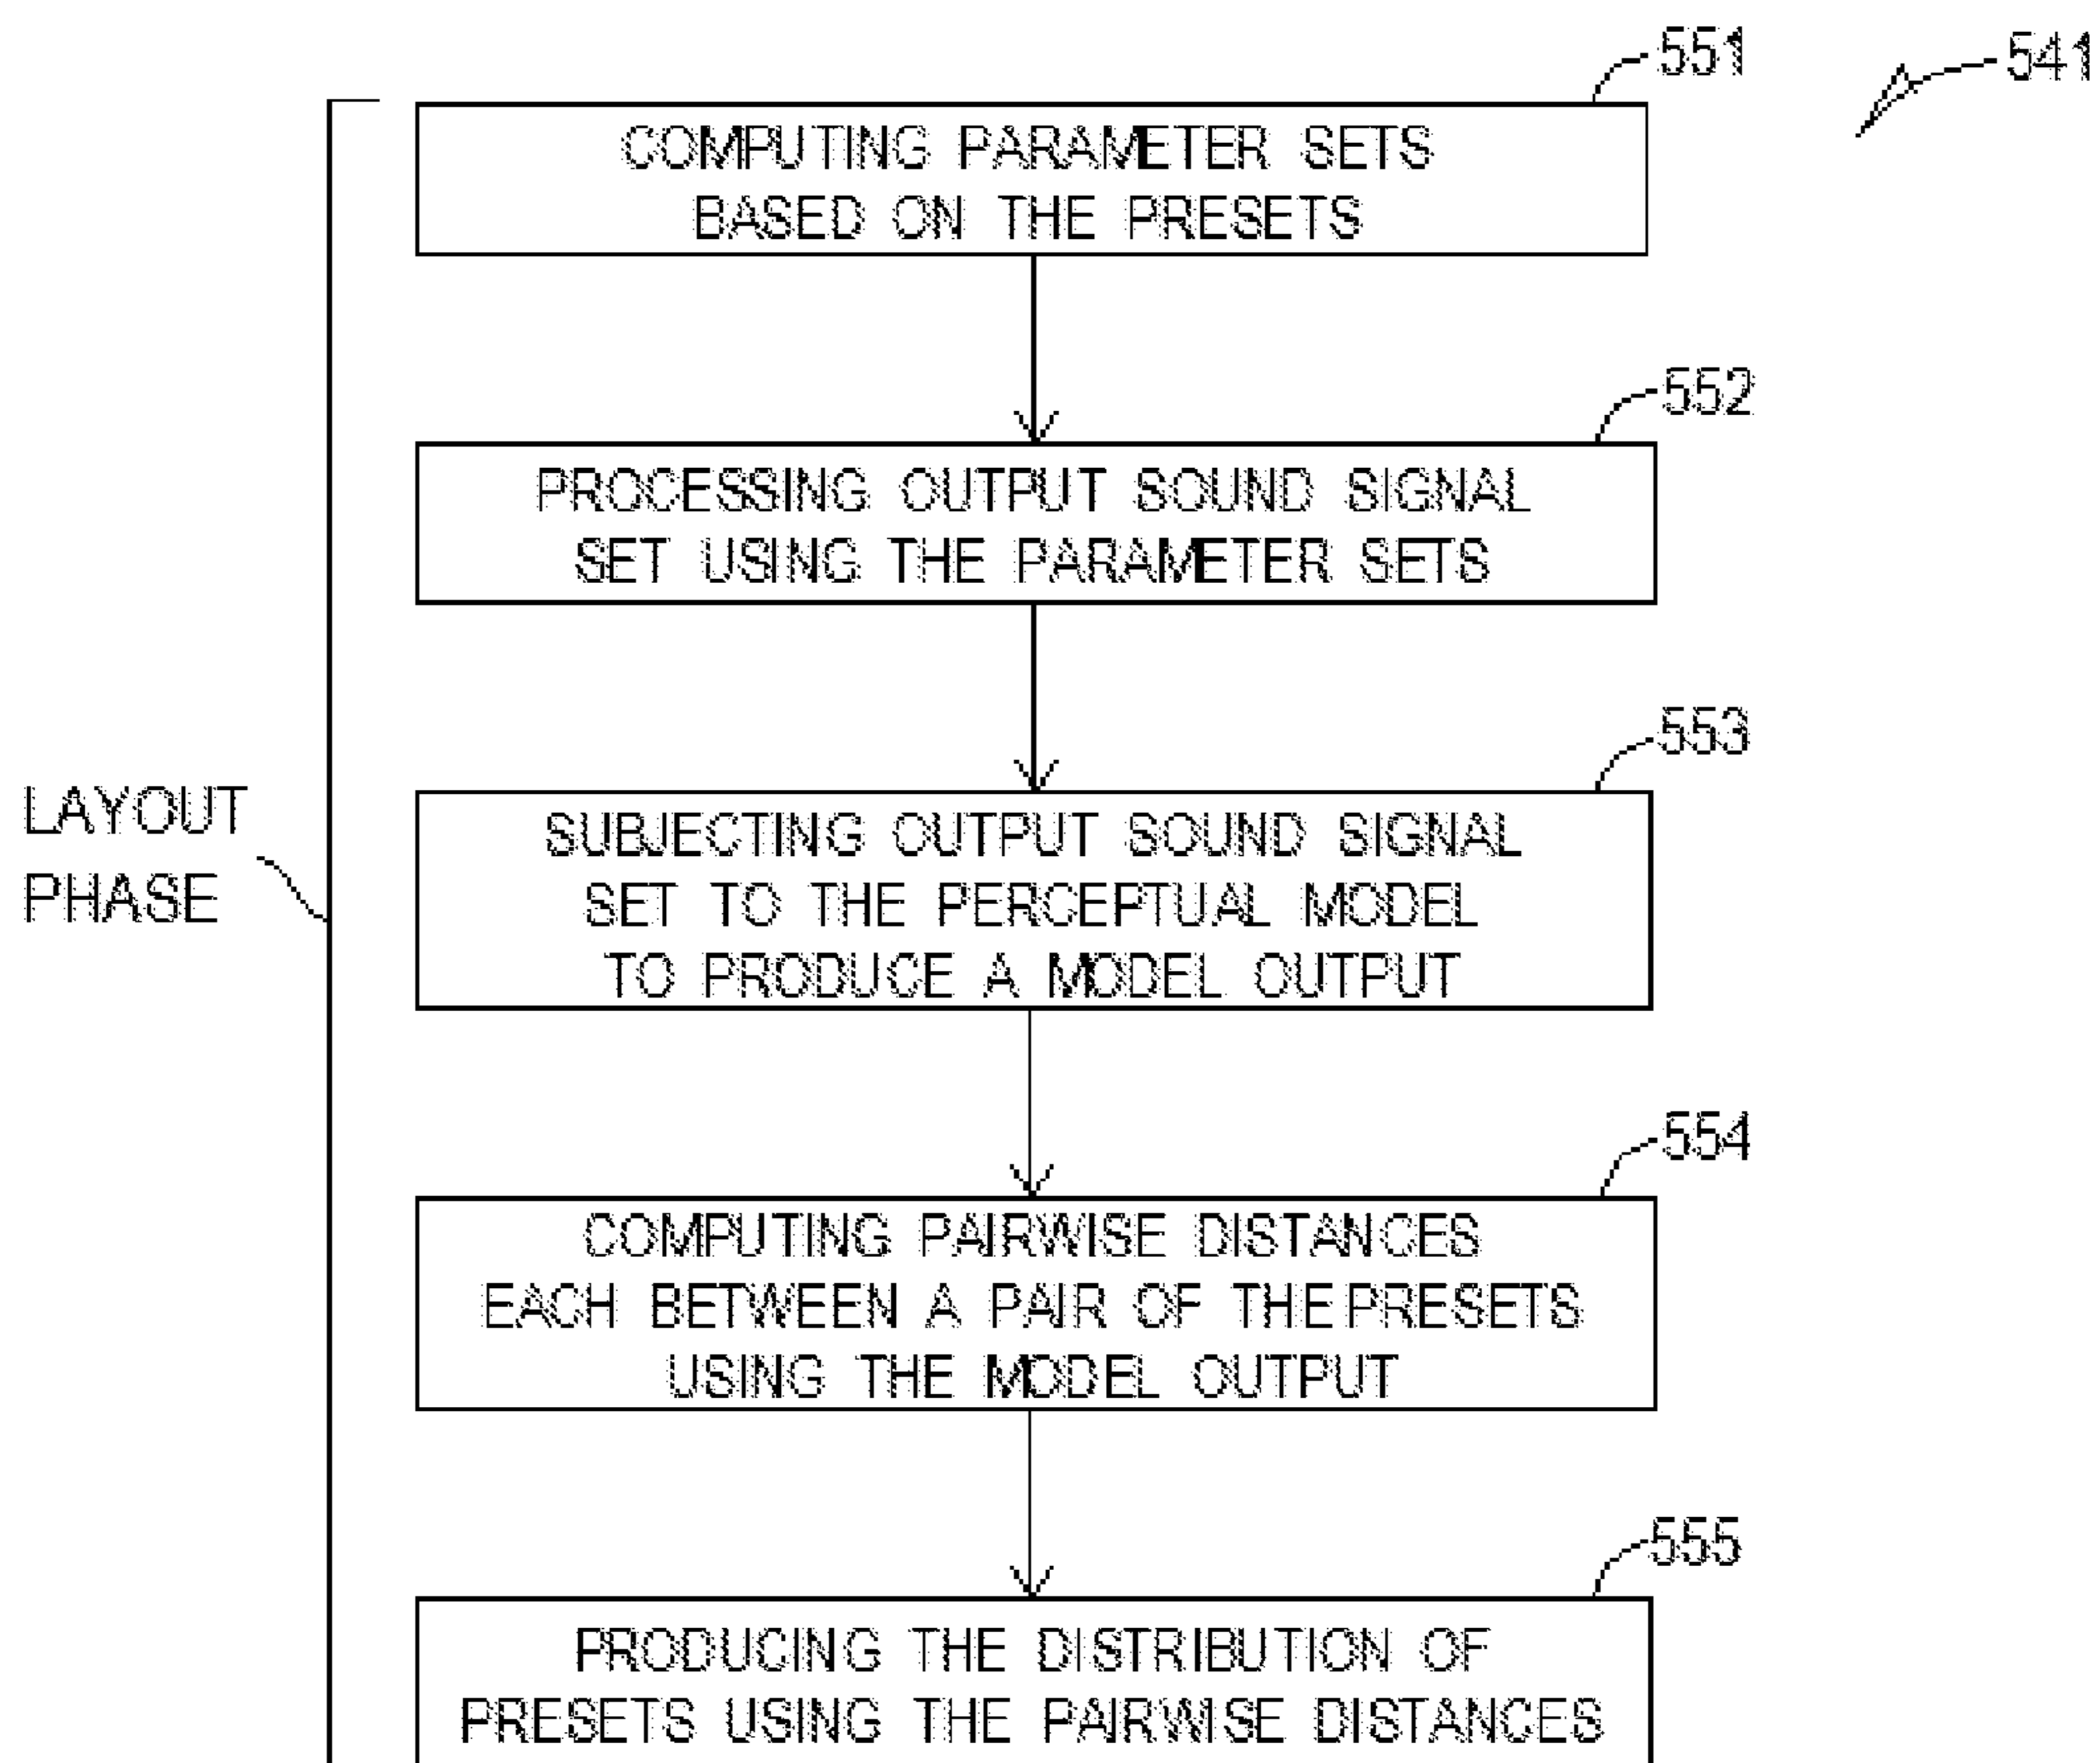 551
541
COMPUTING PARAMETER SETS
BASED ON THE PRESETS
552
PROCESSING OUTPUT SOUND SIGNAL
SET USING THE PARAMETER SETS
553
LAYOUT
PHASE
SUBJECTING OUTPUT SOUND SIGNAL
SET TO THE PERCEPTUAL MODEL
TO PRODUCE A MODEL OUTPUT
554
COMPUTING PAIRWISE DISTANCES
EACH BETWEEN A PAIR OF THE PRESETS
USING THE MODEL OUTPUT
555
PRODUCING THE DISTRIBUTION OF
PRESETS USING THE PAIRWISE DISTANCES